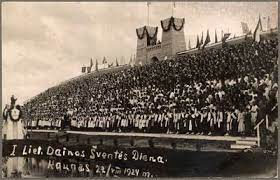 I Liet. Dainos Šventės Diena.
Kaunas 23/VIII 1924 m.